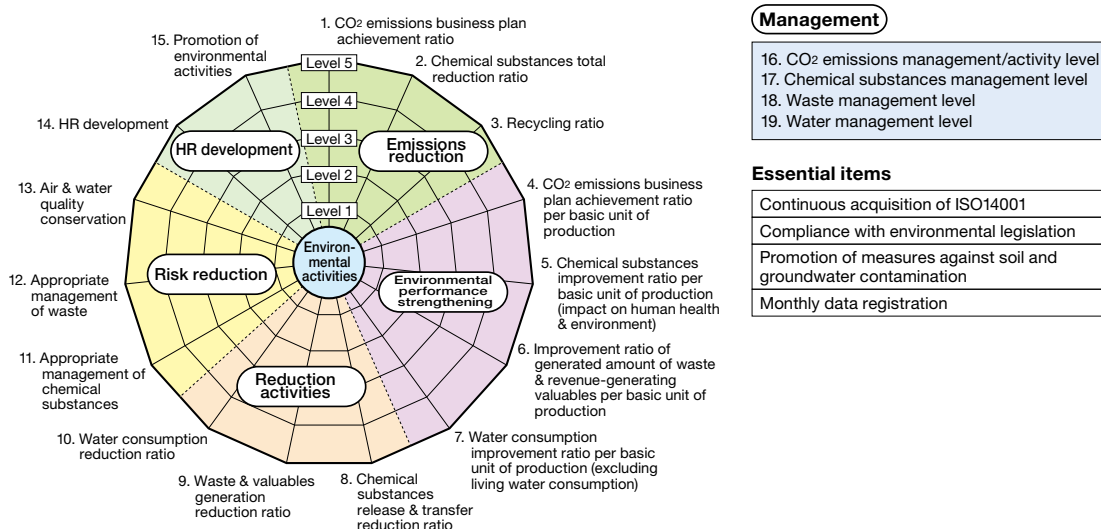 1. CO2 emissions business plan
achievement ratio
2. Chemical substances total
reduction ratio
3. Recycling ratio
4. CO2 emissions business
plan achievement ratio
per basic unit of
production
5. Chemical substances
improvement ratio per
basic unit of production
(impact on human health
& environment)
6. Improvement ratio of
generated amount of waste
& revenue-generating
valuables per basic unit of
production
7. Water consumption
improvement ratio per basic
unit of production (excluding
living water consumption)
8. Chemical
substances
release & transfer
reduction ratio
9. Waste & valuables
generation
reduction ratio
10. Water consumption
reduction ratio
11. Appropriate
management of
chemical
substances
12. Appropriate
management
of waste
13. Air & water
quality
conservation
14. HR development
15. Promotion of
environmental
activities
Level 5
Level 4
Level 3
Level 2
Level 1
HR development
Emissions
reduction
Environ-
mental
activities
Risk reduction
Environmental
performance
strengthening
Reduction
activities
Management
16. CO2 emissions management/activity level
17. Chemical substances management level
18. Waste management level
19. Water management level
Essential items
Continuous acquisition of ISO14001
Compliance with environmental legislation
Promotion of measures against soil and
groundwater contamination
Monthly data registration